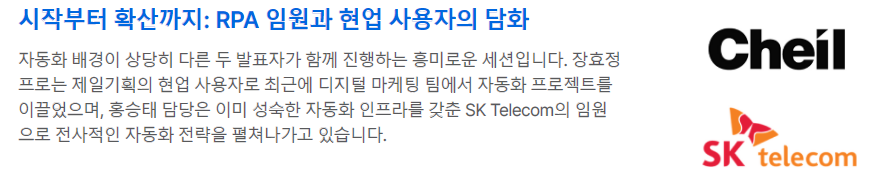 시작부터 확산까지: RPA 임원과 현업 사용자의 담화
자동화 배경이 상당히 다른 두 발표자가 함께 진행하는 흥미로운 세션입니다. 장효정
프로는 제일기획의 현업 사용자로 최근에 디지털 마케팅 팀에서 자동화 프로젝트를
이끌었으며, 홍승태 담당은 이미 성숙한 자동화 인프라를 갖춘 SK Telecom의 임원
으로 전사적인 자동화 전략을 펼쳐나가고 있습니다.
Cheil
SK telecom